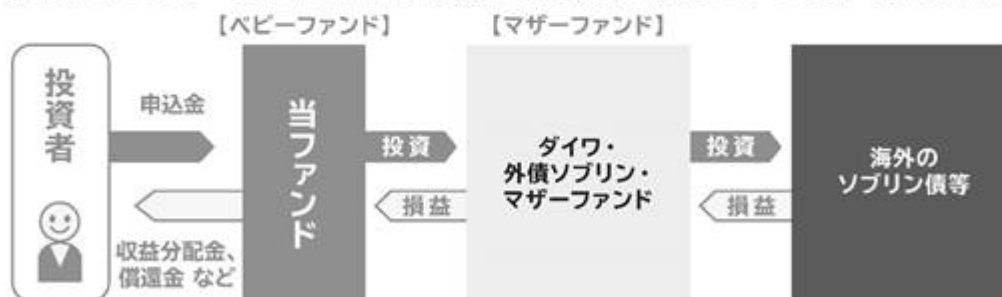 【ベビーファンド】
【マザーファンド】
投資者
申込金
収益分配金、
償還金 など
当ファンド
投資
損益
ダイワ・
外債ソブリン・
マザーファンド
投資
損益
海外の
ソブリン債等